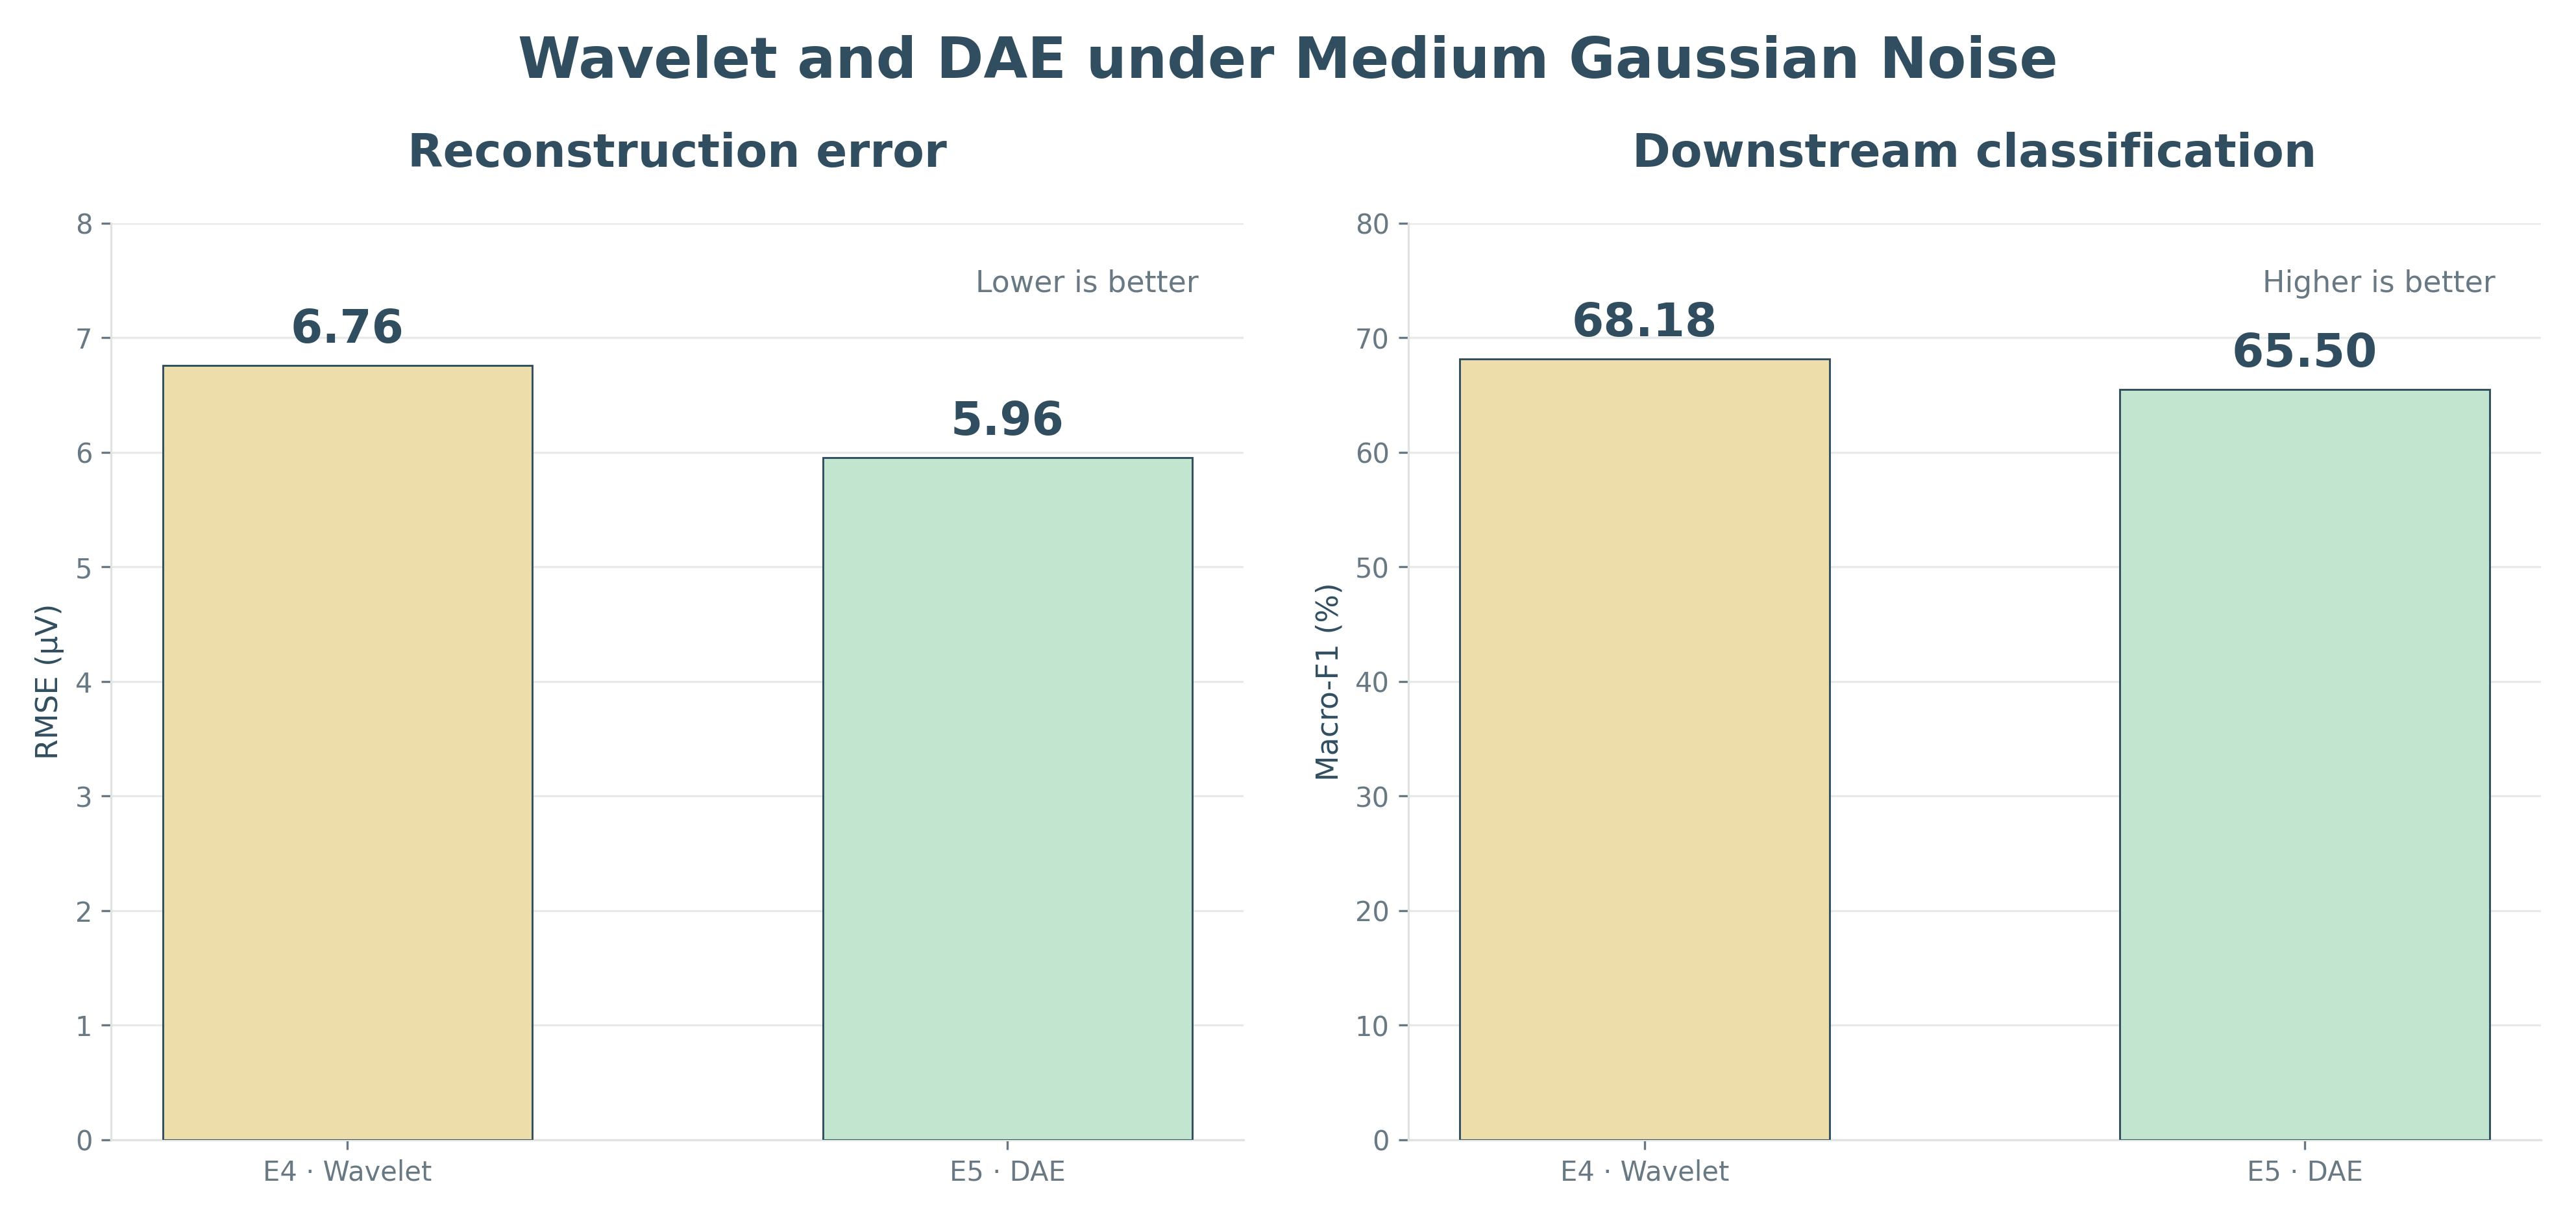 Wavelet and DAE under Medium Gaussian Noise
Reconstruction error
8
7
6
5
4
3
2
1
0
RMSE (µV)
Lower is better
6.76
5.96
E4 · Wavelet
E5 · DAE
Downstream classification
80
70
60
50
40
30
20
10
0
Macro-F1 (%)
Higher is better
68.18
65.50
E4 · Wavelet
E5 · DAE